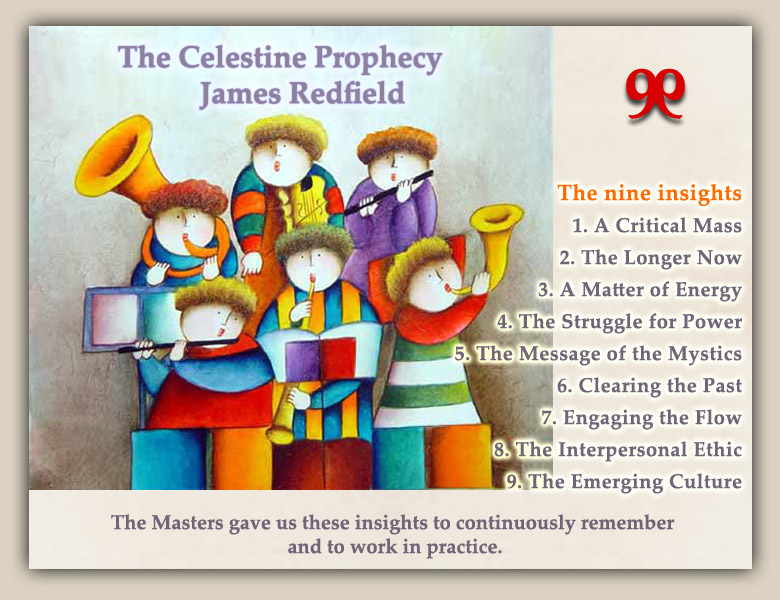 The Celestine Prophecy
James Redfield
The nine insights
1. A Critical Mass
2. The Longer Now
3. A Matter of Energy
4. The Struggle for Power
5. The Message of the Mystics
6. Clearing the Past
7. Engaging the Flow
8. The Interpersonal Ethic
9. The Emerging Culture
The Masters gave us these insights to continuously remember
and to work in practice.